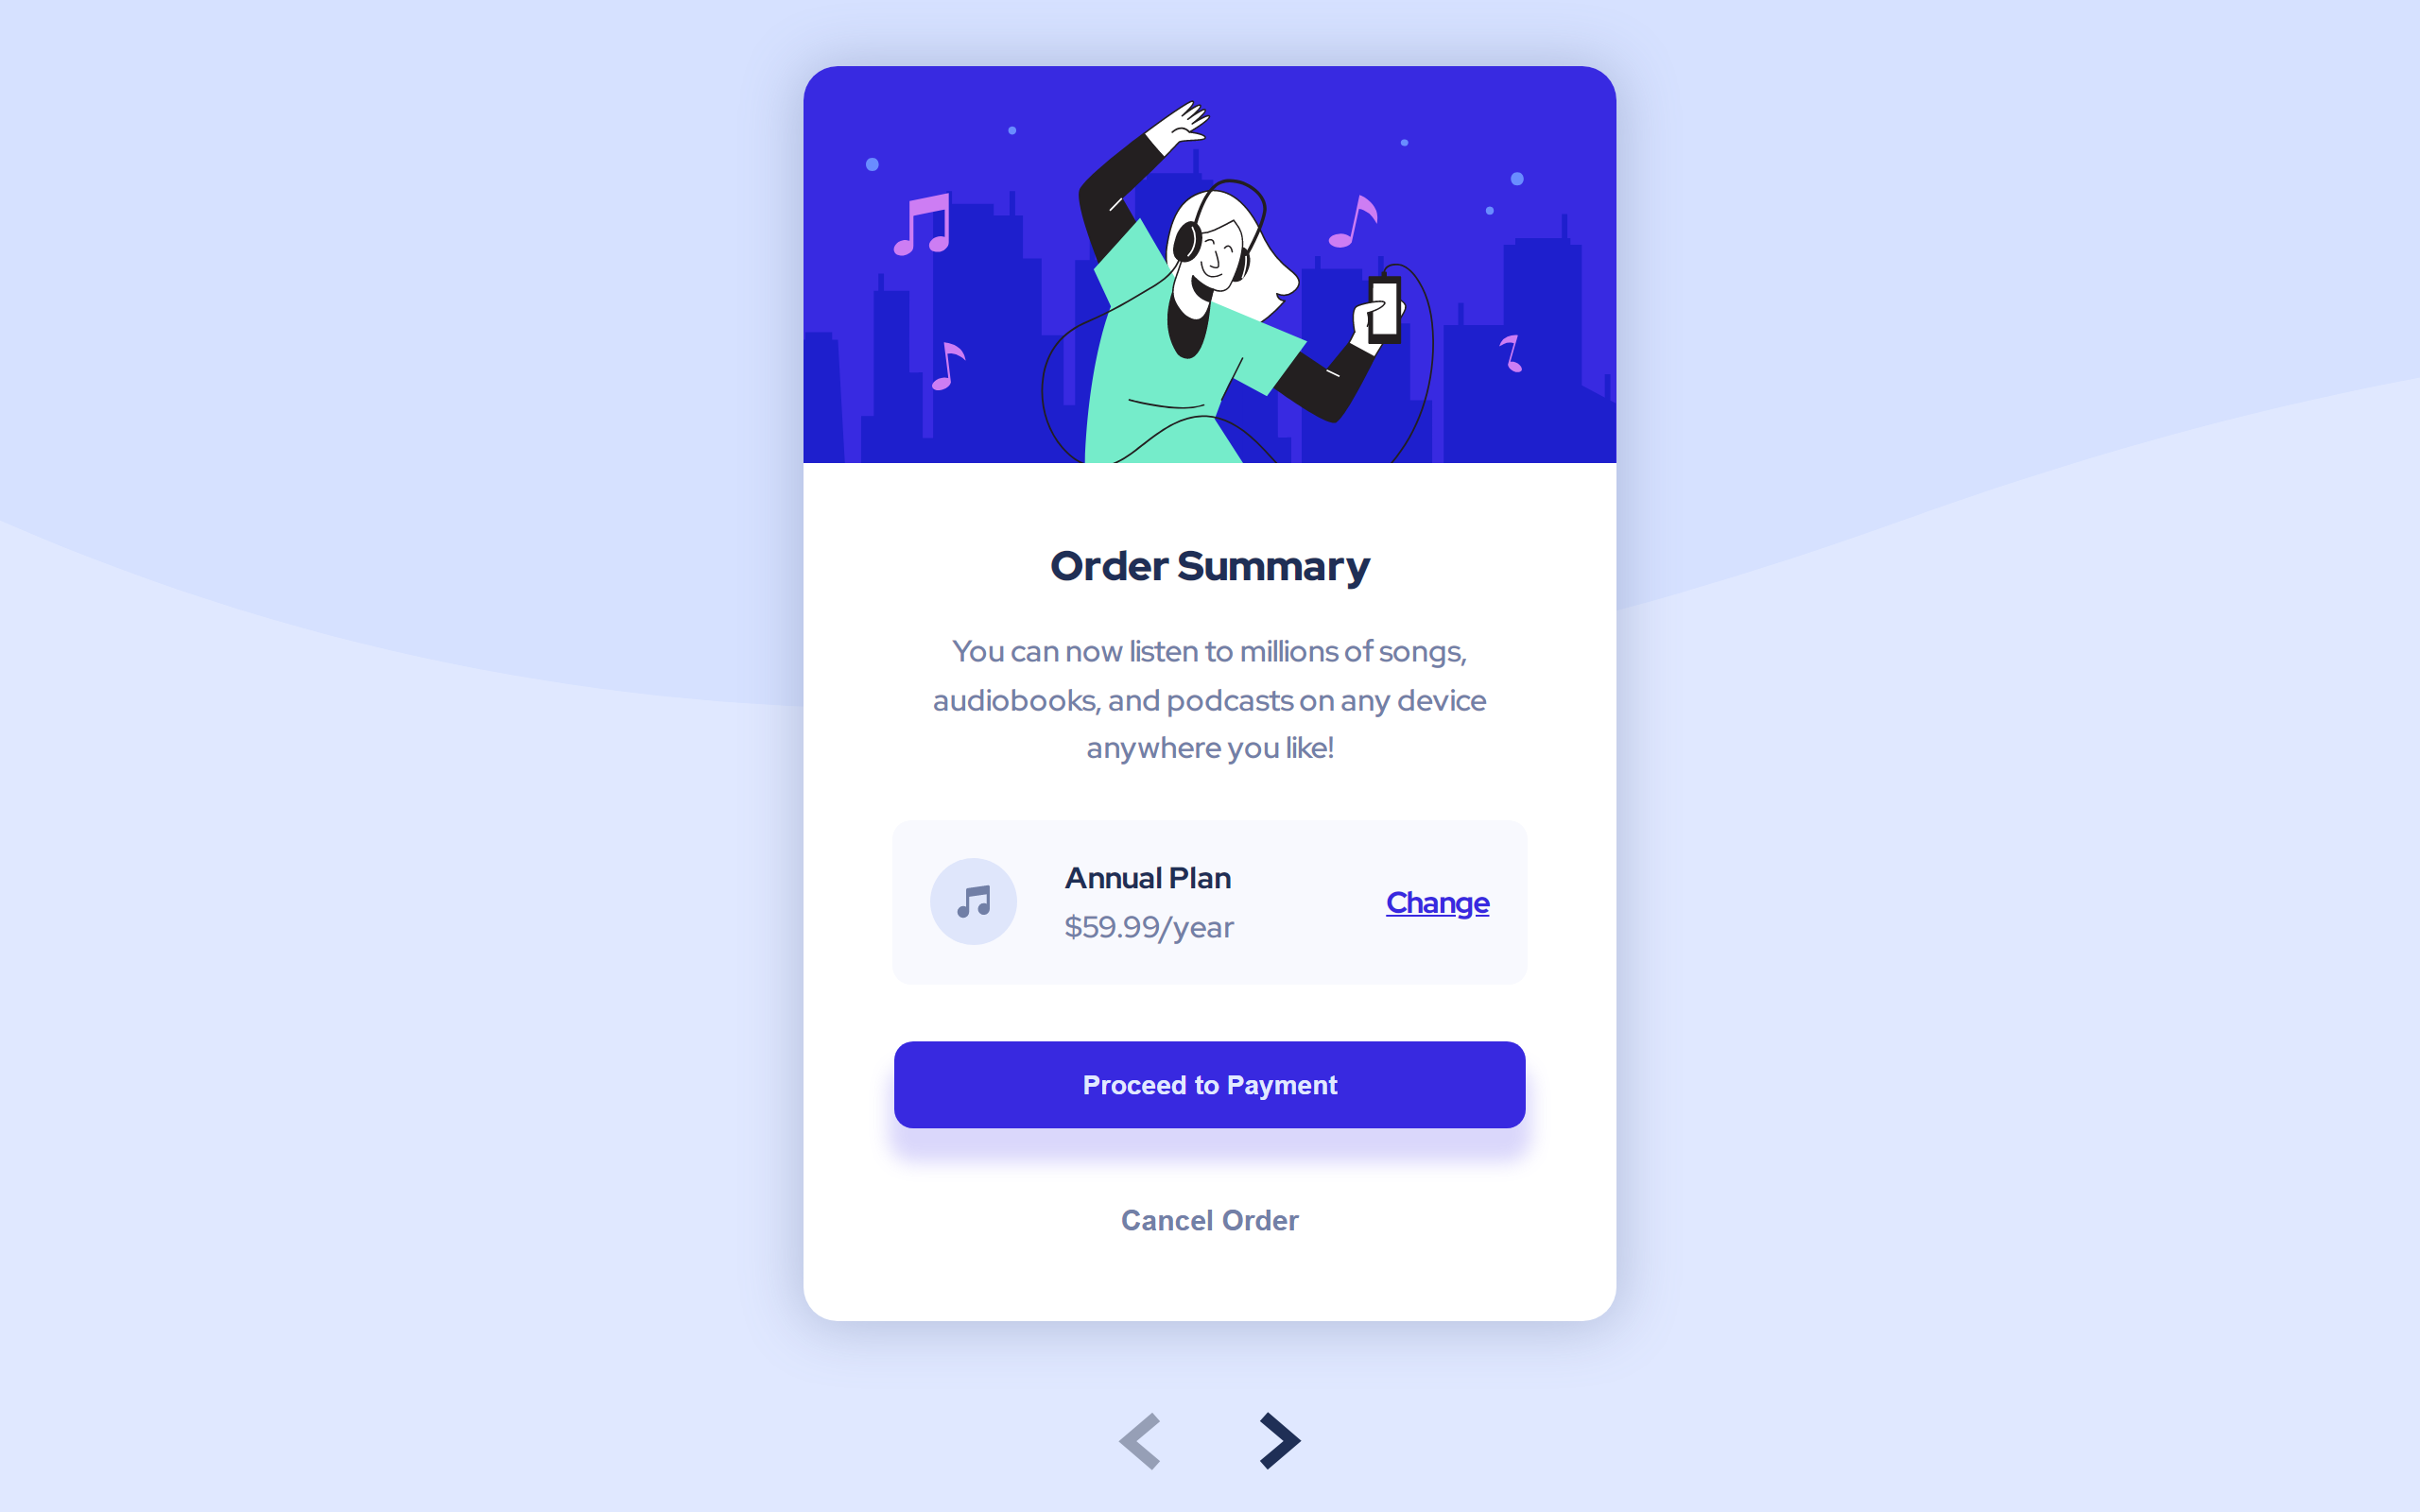 Order Summary
You can now listen to millions of songs,
audiobooks, and podcasts on any device
anywhere you like!
Annual Plan
$59.99/year
Change
Proceed to Payment
Cancel Order